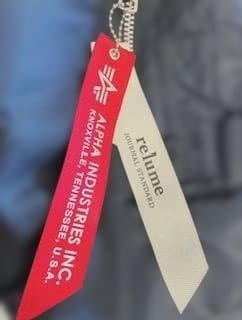 ALPHA INDUSTRIES INC.
KNOXVILLE, TENNESSEE, U.S.A.
relume
JOURNAL STANDARD